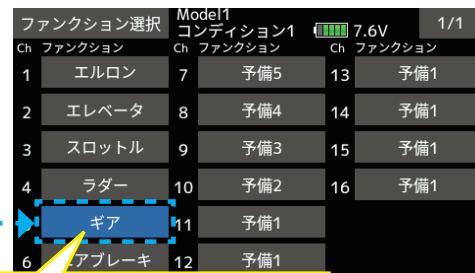 ファンクション選択 Model1
コンディション1 7.6V 1/1
Ch ファンクション Ch ファンクション Ch ファンクション
1 エルロン 7 予備5 13 予備1
2 エレベータ 8 予備4 14 予備1
3 スロットル 9 予備3 15 予備1
4 ラダー 10 予備2 16 予備1
ギア 11 予備1
6 アブレーキ 12 予備1